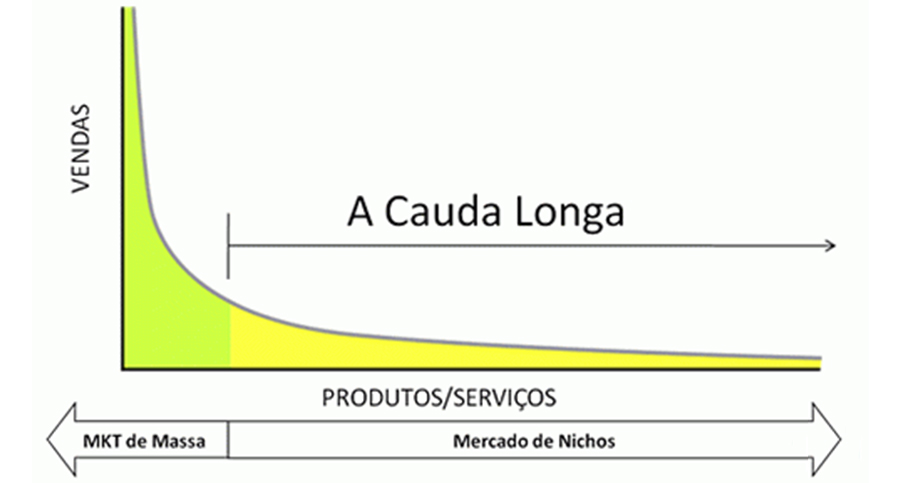 VENDAS
A Cauda Longa
PRODUTOS/SERVIÇOS
MKT de Massa
Mercado de Nichos